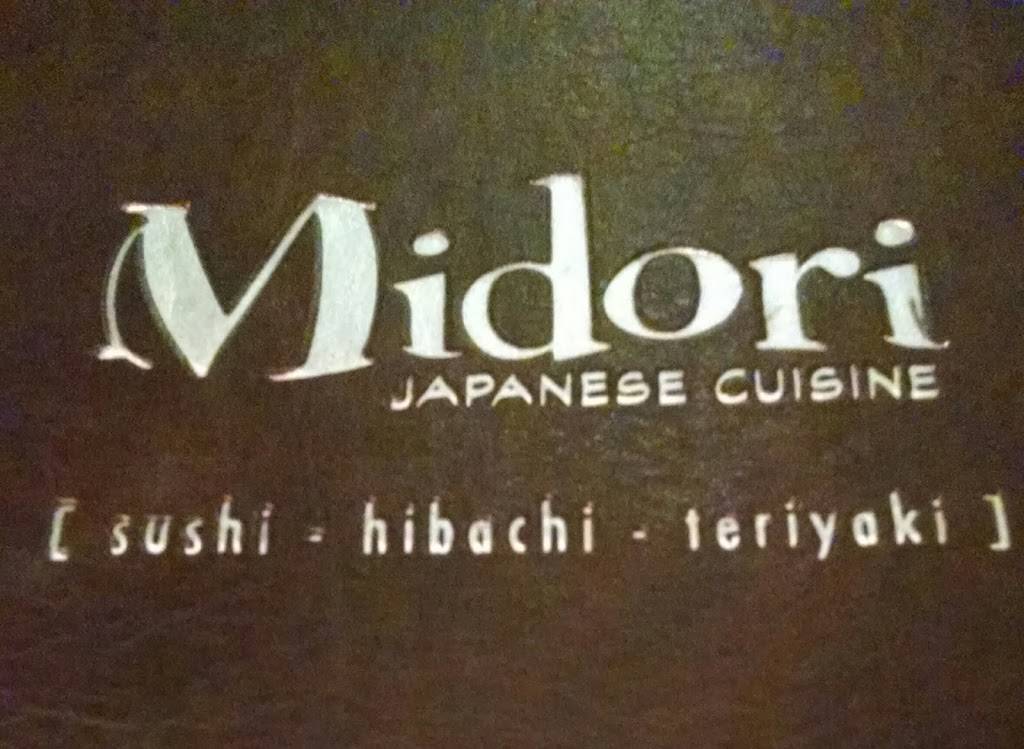 Midori
JAPANESE CUISINE
[ sushi - hibachi - teriyaki ]